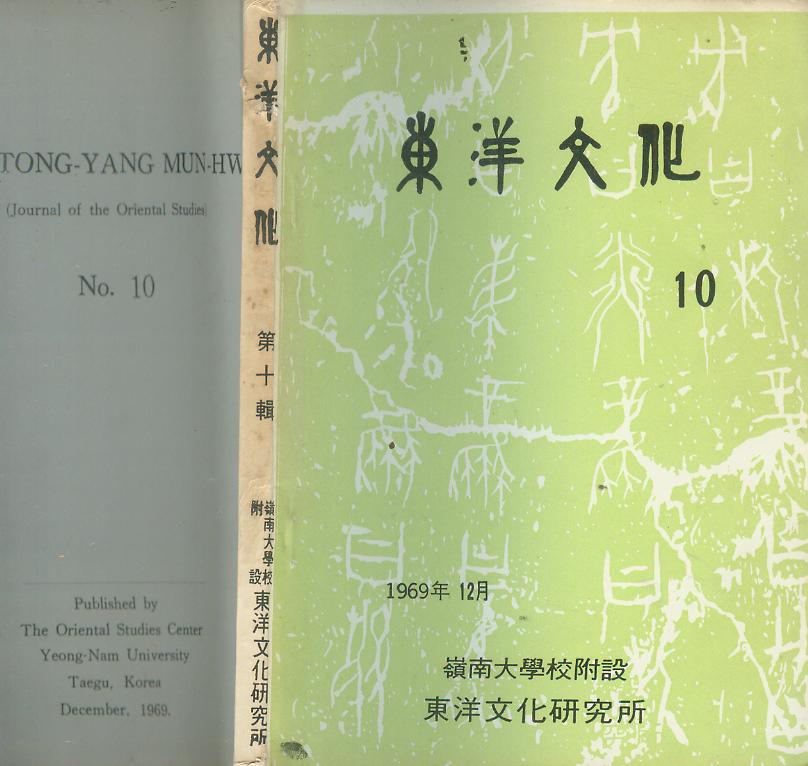 TONG-YANG MUN-HW
(Journal of the Oriental Studies)
No. 10
Published by
The Oriental Studies Center
Yeong-Nam University
Taegu, Korea
December, 1969.
東洋文化
第十輯
嶺南大學校
附設
東洋文化研究所
東洋文化
10
1969年 12月
嶺南大學校附設
東洋文化研究所